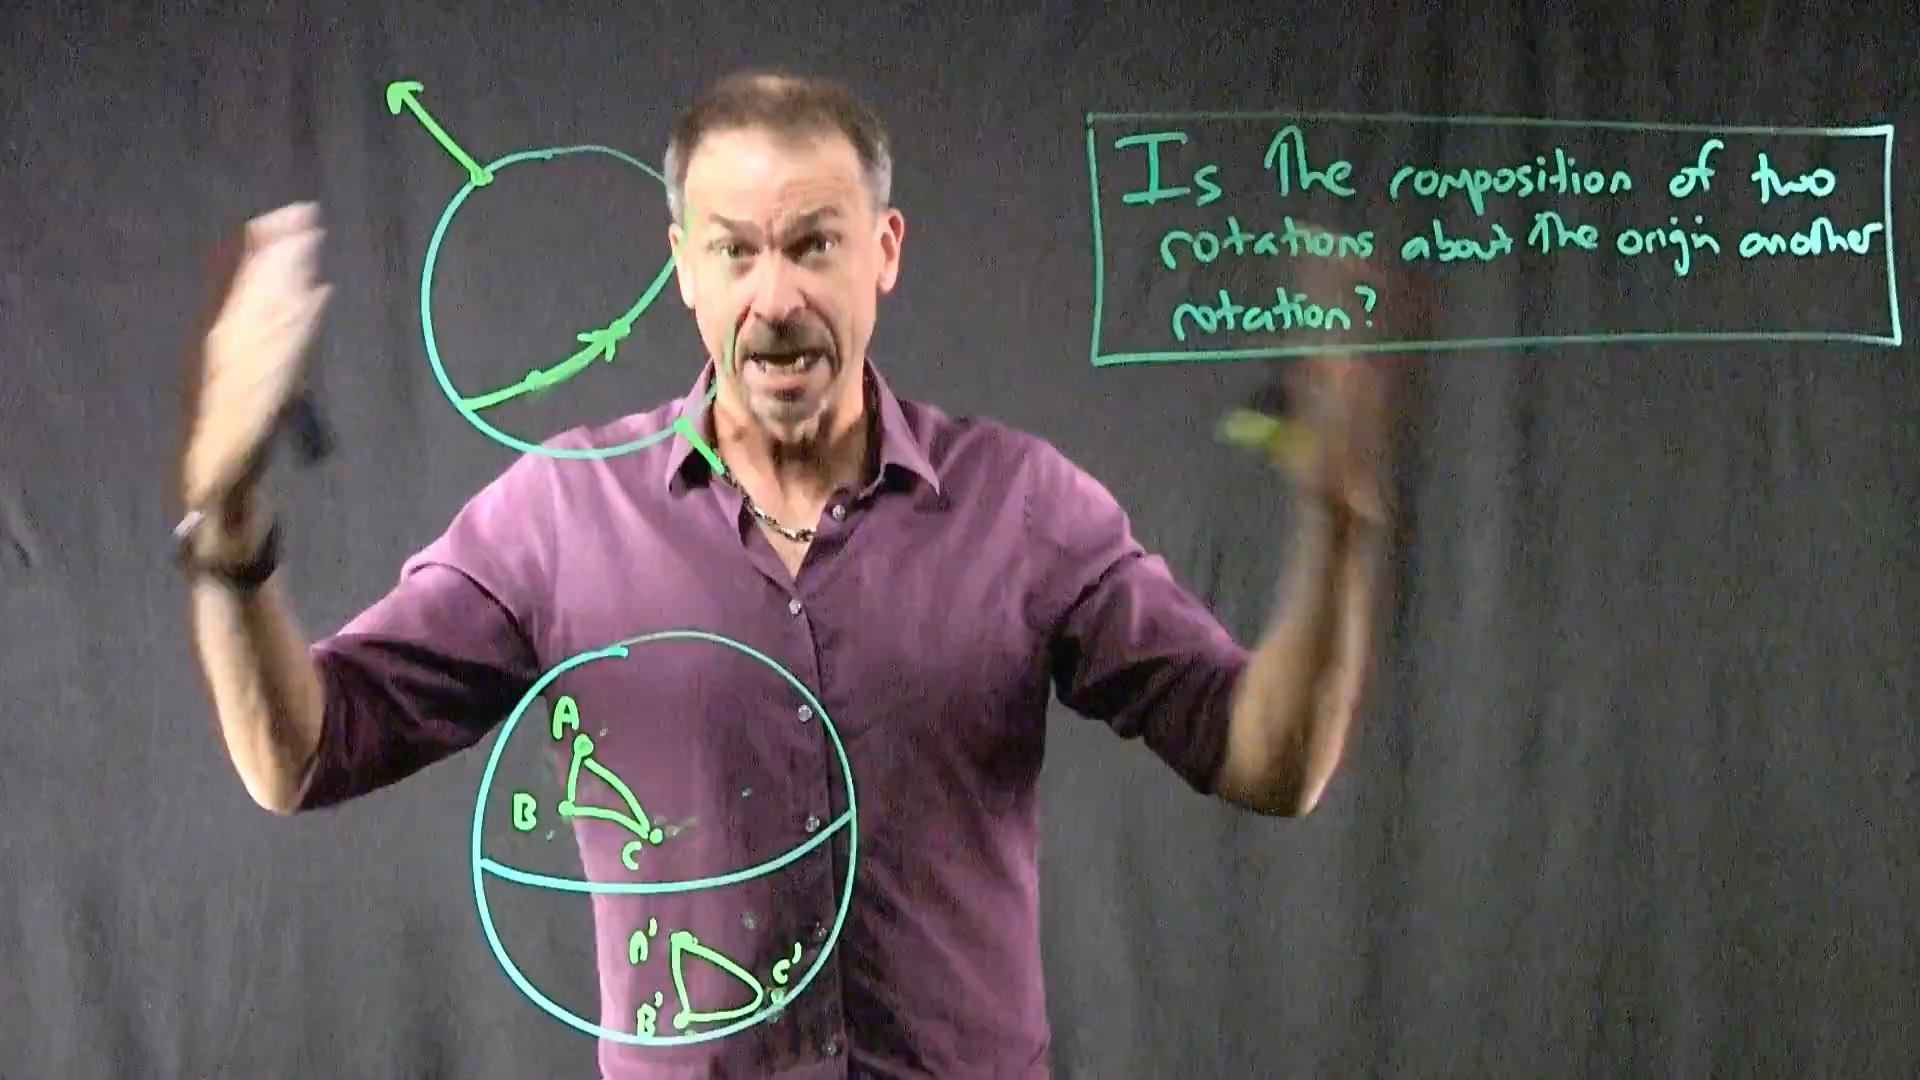 Is The composition of two
rotations about The origin another
rotation?
A
B
C
A'
C'
B'